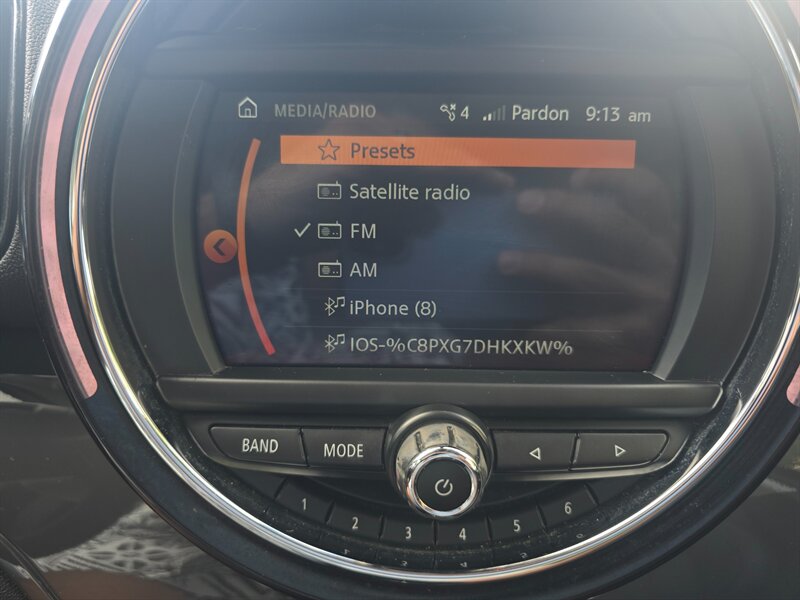 MEDIA/RADIO 4 Pardon 9:13 am
Presets
Satellite radio
FM
AM
iPhone (8)
IOS-%C8PXG7DHKXKW%
BAND MODE
1 2 3 4 5 6